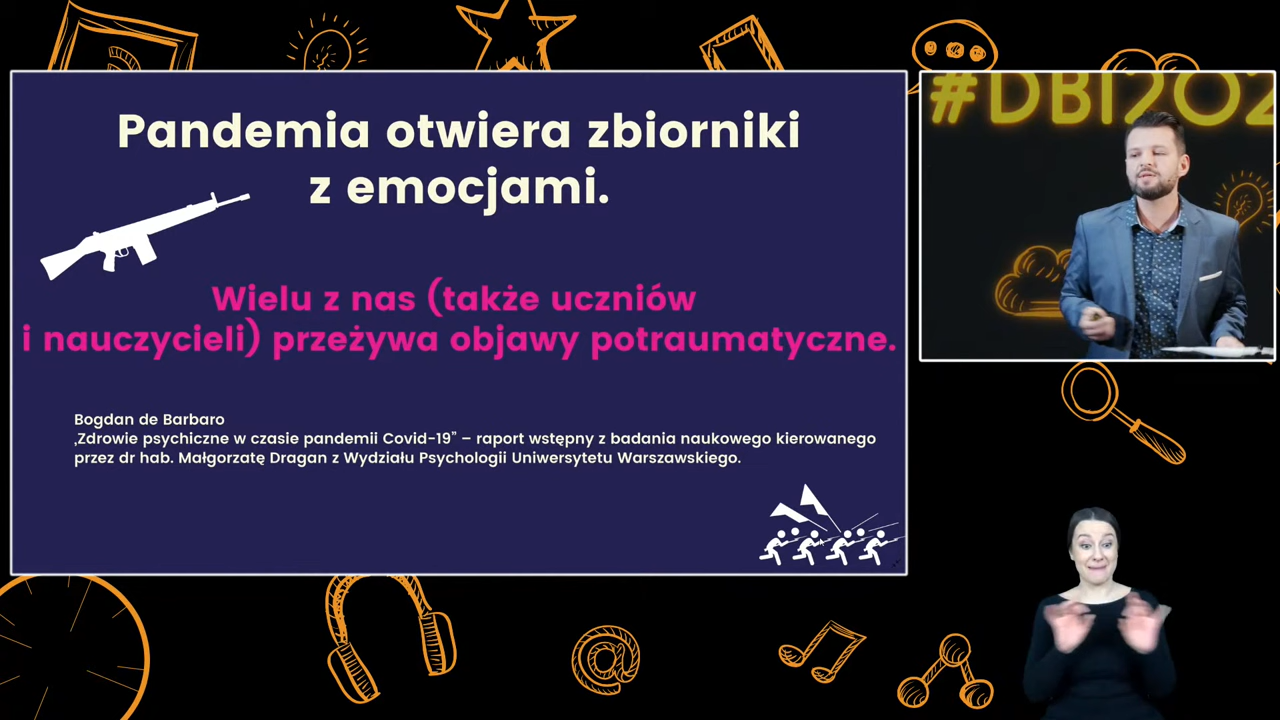 Pandemia otwiera zbiorniki
z emocjami.
Wielu z nas (także uczniów
i nauczycieli) przeżywa objawy potraumatyczne.
Bogdan de Barbaro
„Zdrowie psychiczne w czasie pandemii Covid-19” – raport wstępny z badania naukowego kierowanego
przez dr hab. Małgorzatę Dragan z Wydziału Psychologii Uniwersytetu Warszawskiego.
#DBI202